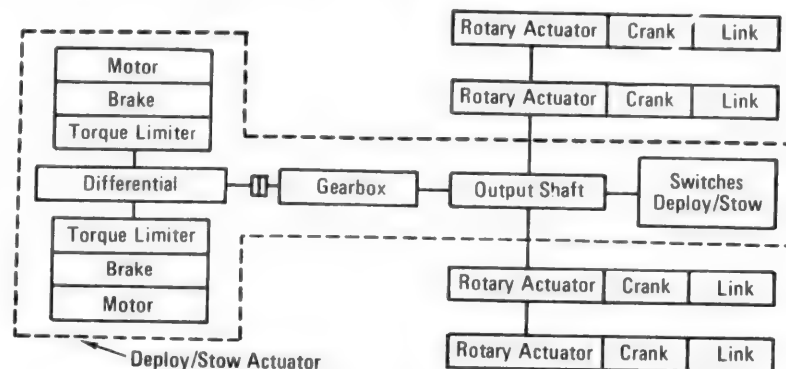 Rotary Actuator Crank Link
Motor
Brake
Torque Limiter
Rotary Actuator Crank Link
Differential
Gearbox
Output Shaft
Switches
Deploy/Stow
Torque Limiter
Brake
Motor
Rotary Actuator Crank Link
Rotary Actuator Crank Link
Deploy/Stow Actuator